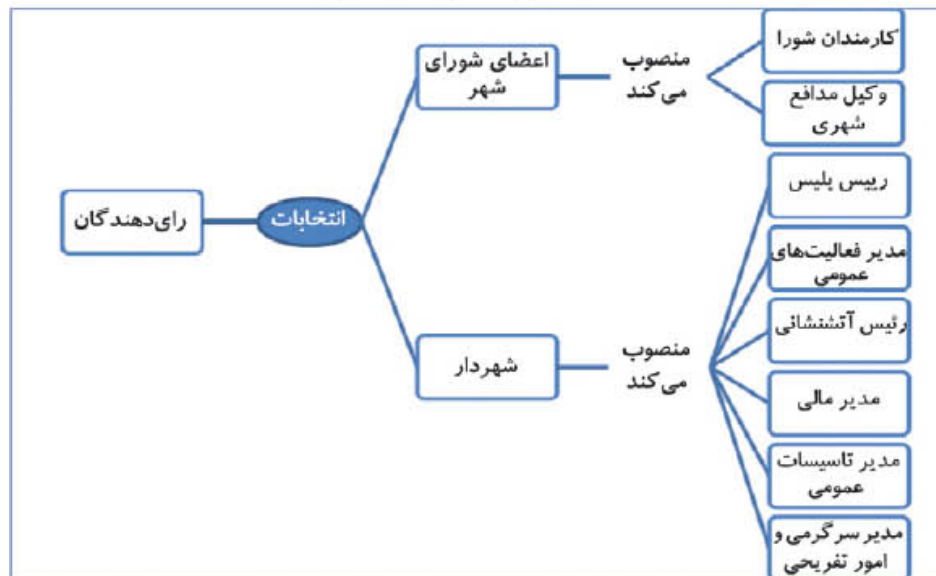 رای‌دهندگان
انتخابات
اعضای شورای
شهر
منصوب
می‌کند
کارمندان شورا
وکیل مدافع
شهری
شهردار
منصوب
می‌کند
رییس پلیس
مدیر فعالیت‌های
عمومی
رئیس آتشنشانی
مدیر مالی
مدیر تاسیسات
عمومی
مدیر سرگرمی و
امور تفریحی